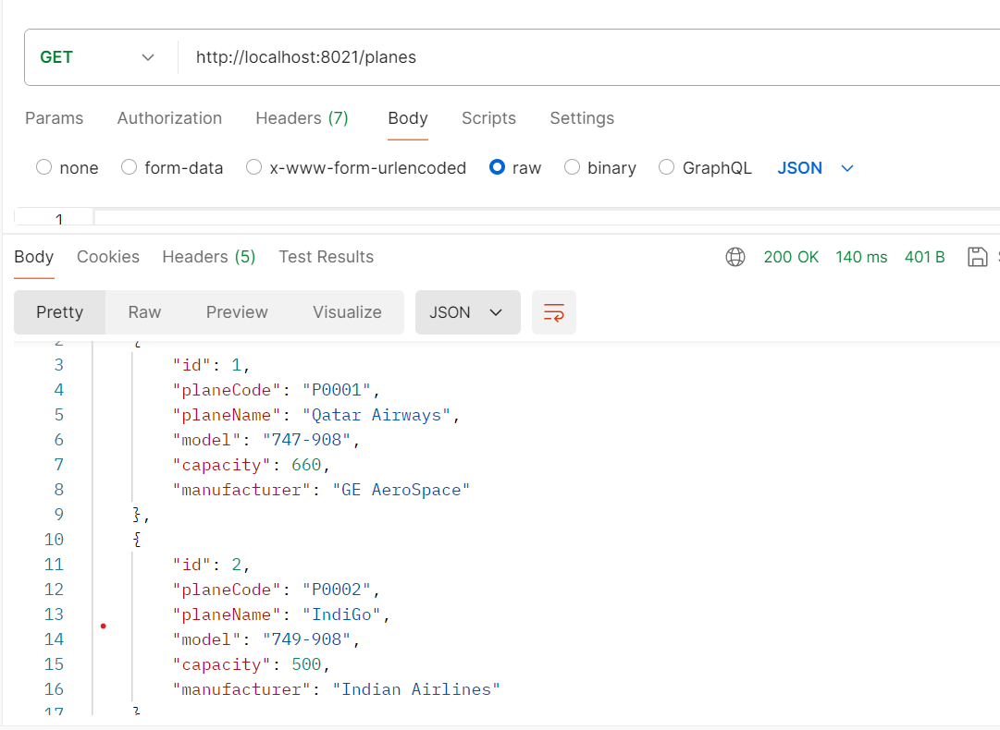 GET http://localhost:8021/planes
Params Authorization Headers (7) Body Scripts Settings
none form-data x-www-form-urlencoded raw binary GraphQL JSON
1
Body Cookies Headers (5) Test Results 200 OK 140 ms 401 B
Pretty Raw Preview Visualize JSON
2 {
3 "id": 1,
4 "planeCode": "P0001",
5 "planeName": "Qatar Airways",
6 "model": "747-908",
7 "capacity": 660,
8 "manufacturer": "GE AeroSpace"
9 },
10 {
11 "id": 2,
12 "planeCode": "P0002",
13 "planeName": "IndiGo",
14 "model": "749-908",
15 "capacity": 500,
16 "manufacturer": "Indian Airlines"
17 }